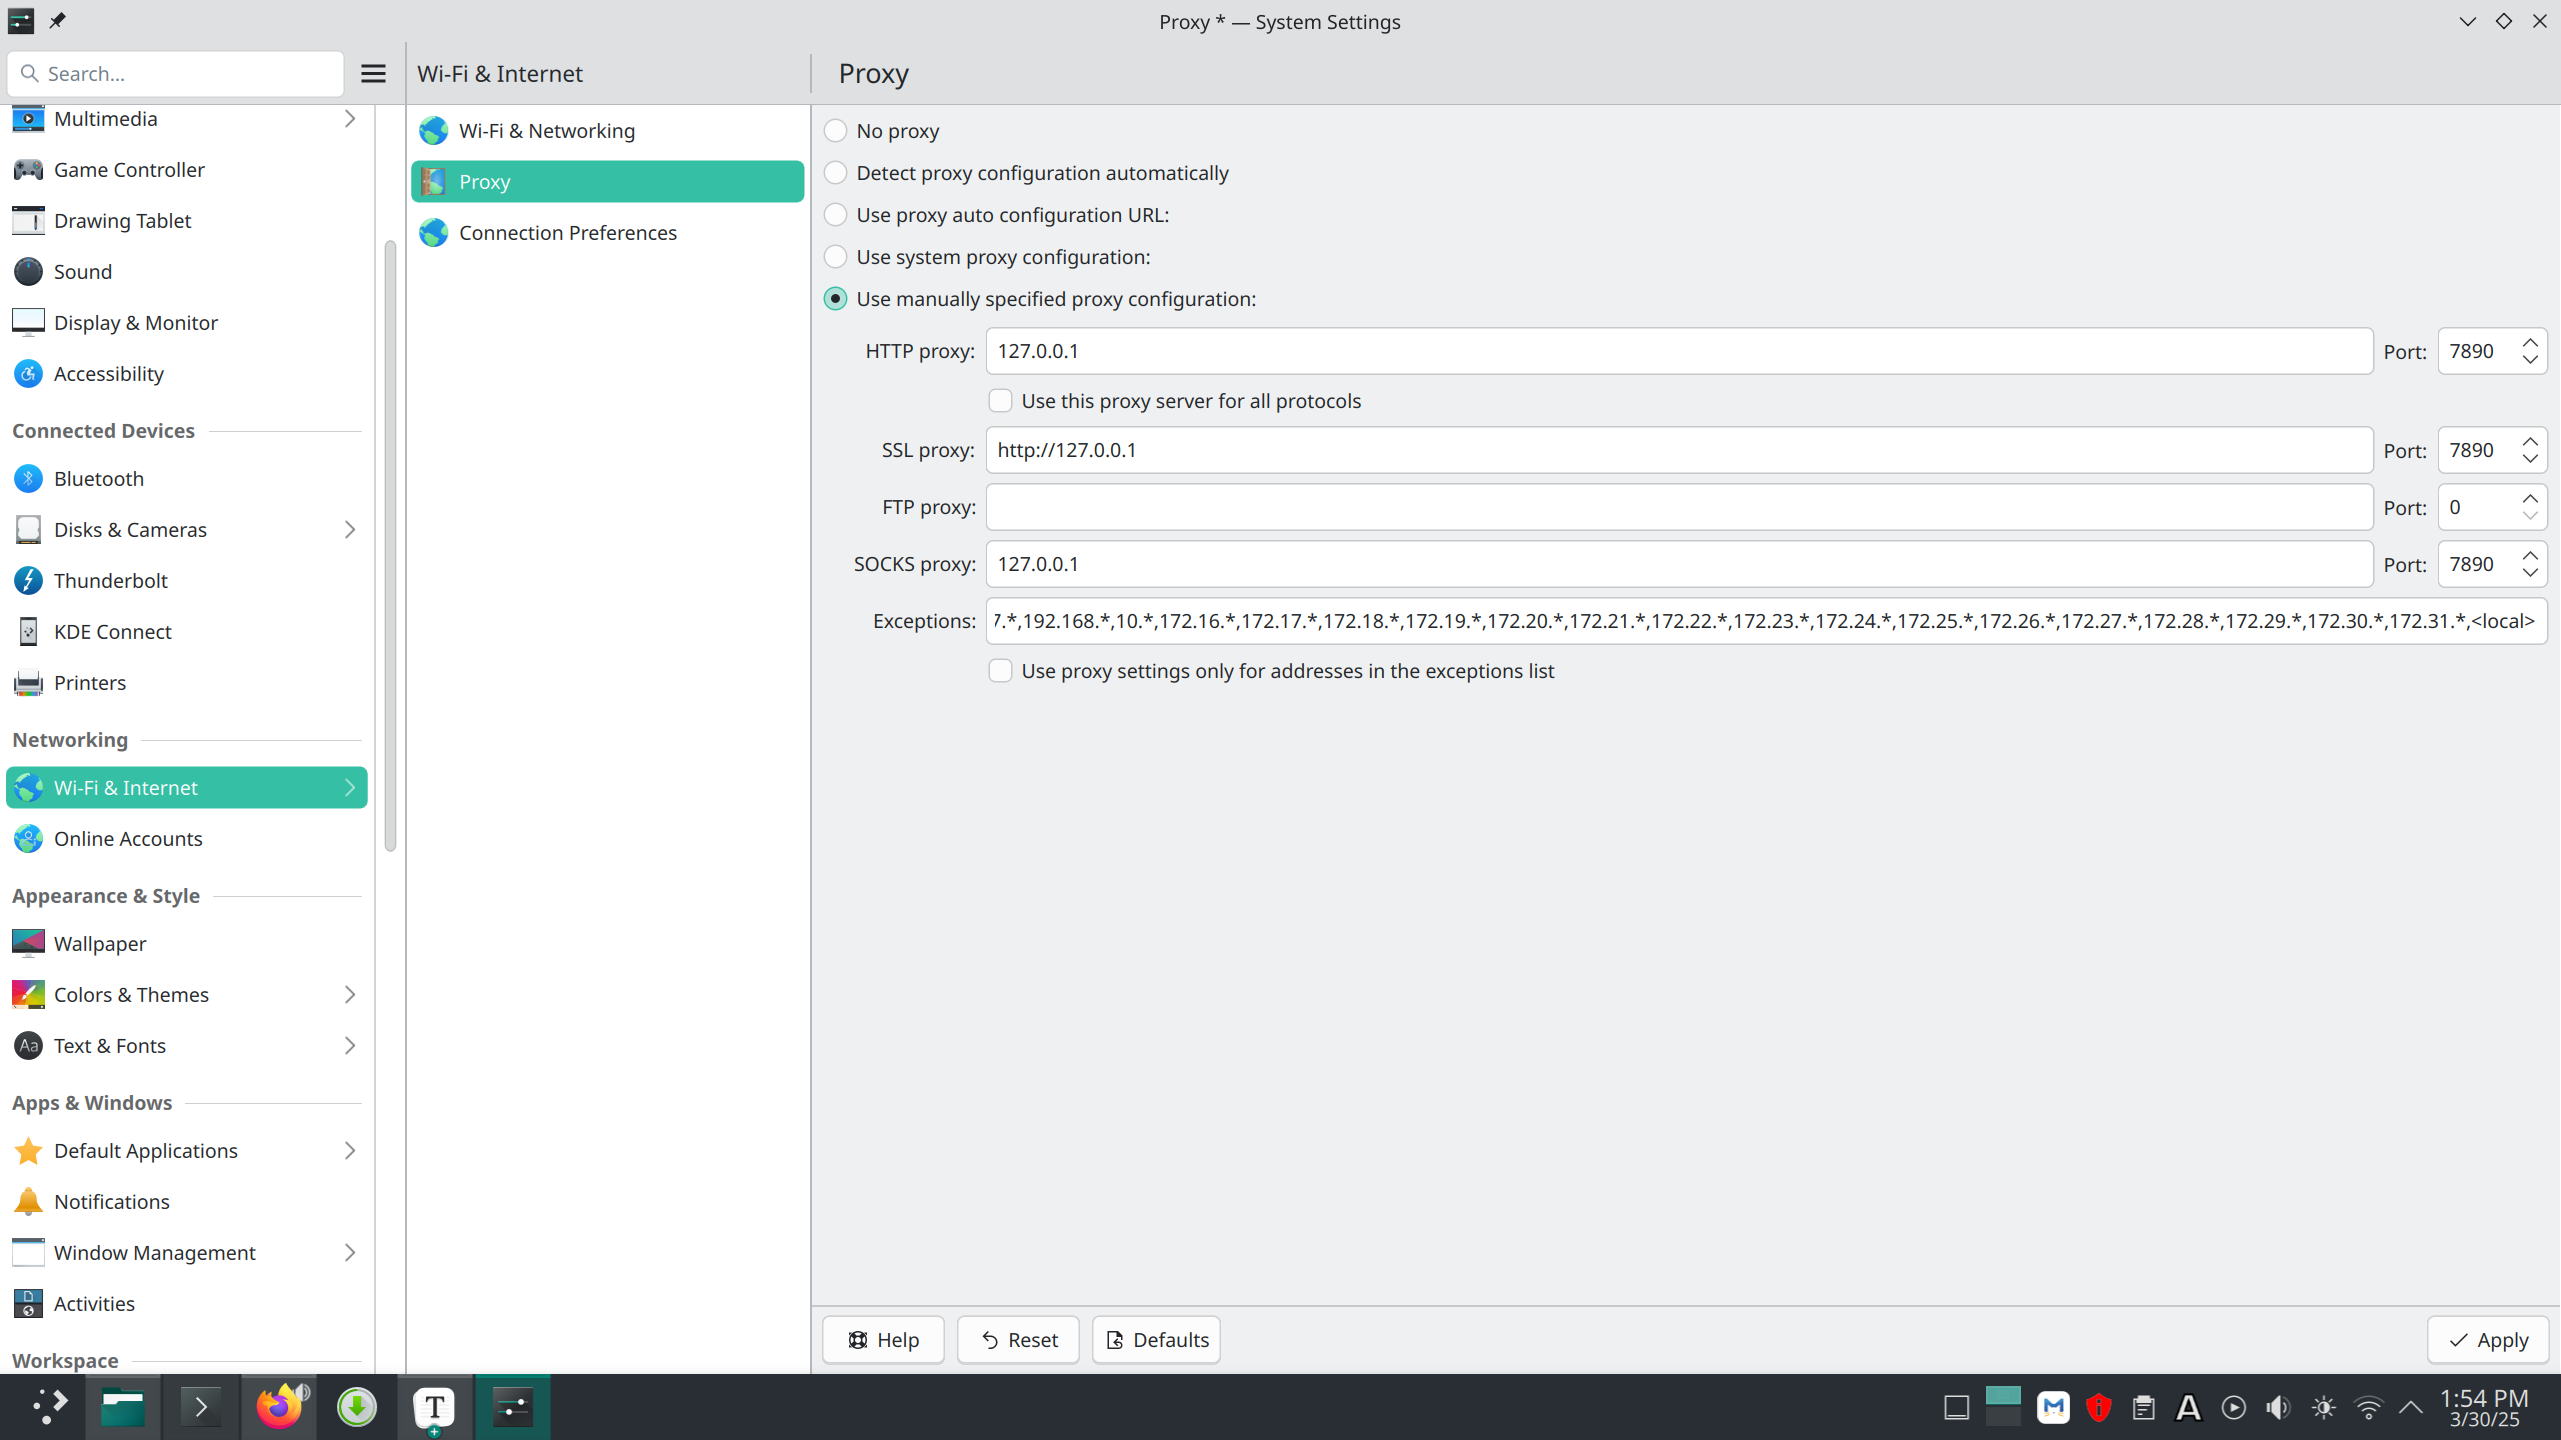 Proxy * — System Settings
Search...
Wi-Fi & Internet
Proxy
Multimedia
Game Controller
Drawing Tablet
Sound
Display & Monitor
Accessibility
Connected Devices
Bluetooth
Disks & Cameras
Thunderbolt
KDE Connect
Printers
Networking
Wi-Fi & Internet
Online Accounts
Appearance & Style
Wallpaper
Colors & Themes
Text & Fonts
Apps & Windows
Default Applications
Notifications
Window Management
Activities
Workspace
Wi-Fi & Networking
Proxy
Connection Preferences
No proxy
Detect proxy configuration automatically
Use proxy auto configuration URL:
Use system proxy configuration:
Use manually specified proxy configuration:
HTTP proxy: 127.0.0.1 Port: 7890
Use this proxy server for all protocols
SSL proxy: http://127.0.0.1 Port: 7890
FTP proxy: Port: 0
SOCKS proxy: 127.0.0.1 Port: 7890
Exceptions: 7.*,192.168.*,10.*,172.16.*,172.17.*,172.18.*,172.19.*,172.20.*,172.21.*,172.22.*,172.23.*,172.24.*,172.25.*,172.26.*,172.27.*,172.28.*,172.29.*,172.30.*,172.31.*,<local>
Use proxy settings only for addresses in the exceptions list
Help Reset Defaults Apply
1:54 PM
3/30/25